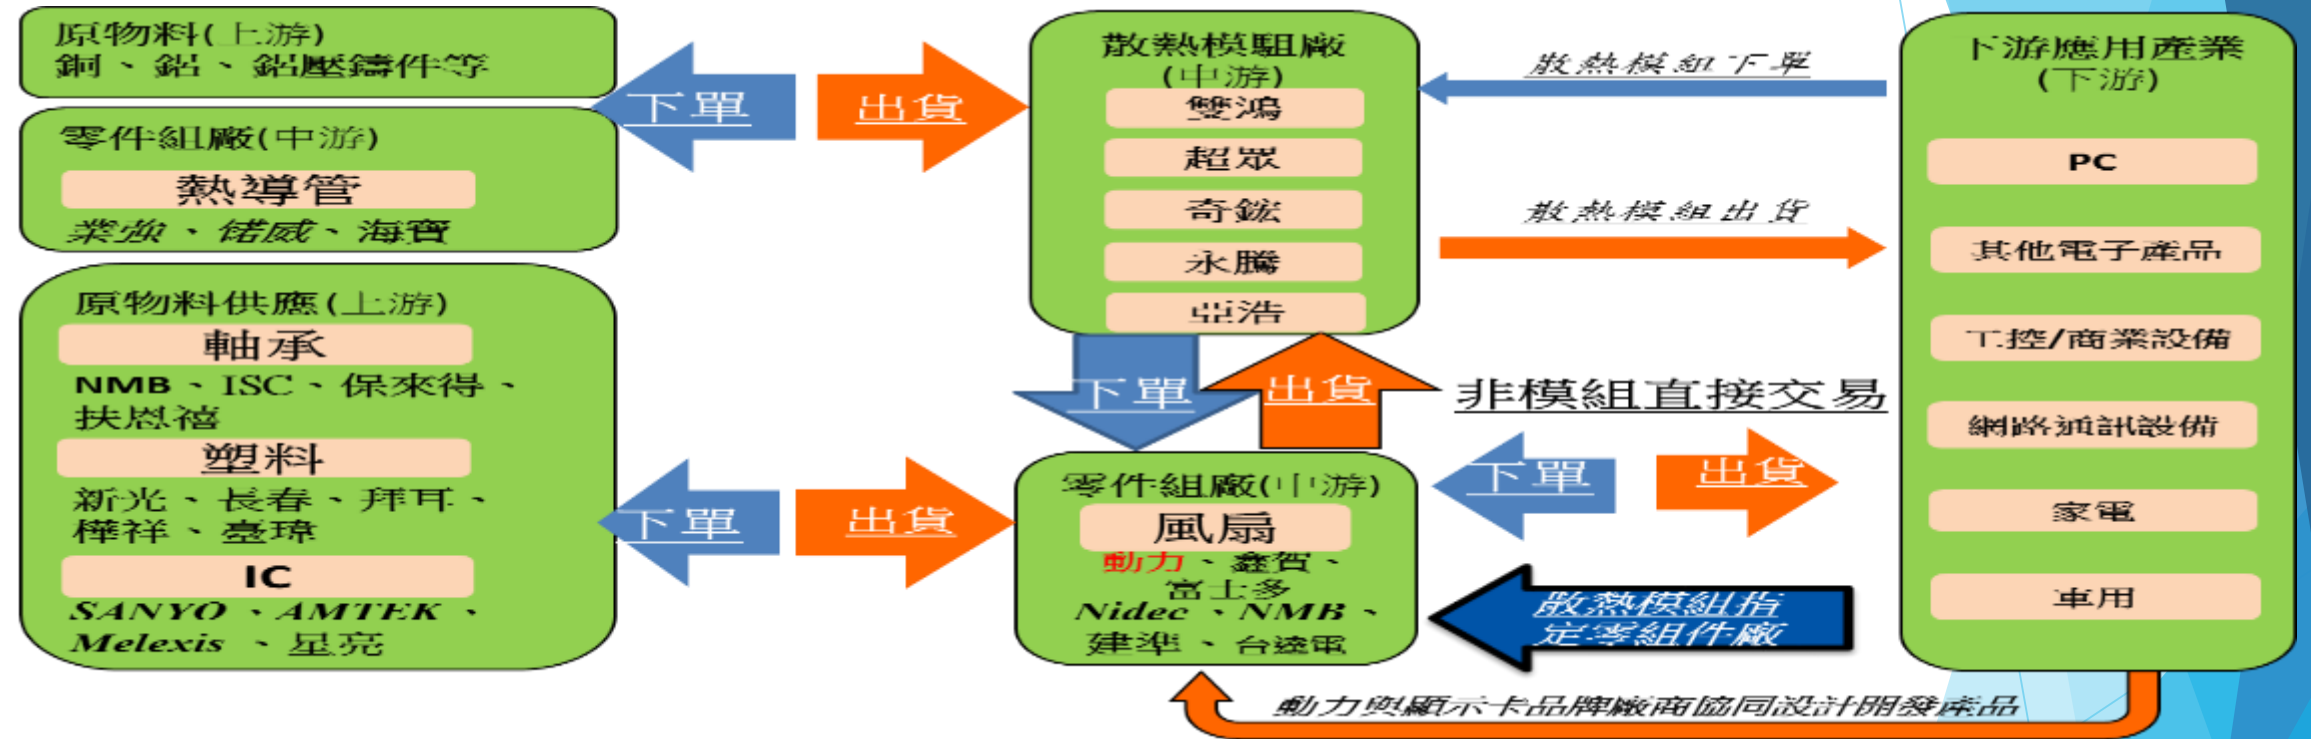 原物料(上游)
銅、鋁、鋁壓鑄件等
零件組廠(中游)
熱導管
業強、偌威、海寶
原物料供應(上游)
軸承
NMB、ISC、保來得、
扶恩禧
塑料
新光、長春、拜耳、
樺祥、臺璋
IC
SANYO、AMTEK、
Melexis、星亮
下單
出貨
下單
出貨
散熱模駔廠
(中游)
雙鴻
超眾
奇鋐
永騰
亞浩
下單
出貨
零件組廠(中游)
風扇
動力、鑫賀、
富士多
Nidec、NMB、
建準、台達電
散熱模組下單
散熱模組出貨
非模組直接交易
下單
出貨
散熱模組指
定零組件廠
動力與顯示卡品牌廠商協同設計開發產品
下游應用產業
(下游)
PC
其他電子產品
工控/商業設備
網路通訊設備
家電
車用